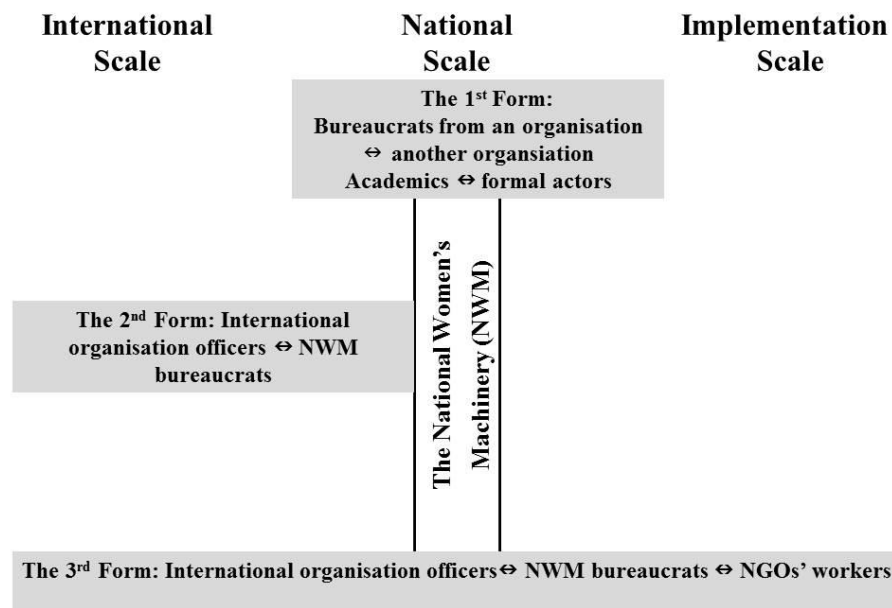 International
Scale
National
Scale
Implementation
Scale
The 1st Form:
Bureaucrats from an organisation
↔ another organsiation
Academics ↔ formal actors
The National Women's
Machinery (NWM)
The 2nd Form: International
organisation officers ↔ NWM
bureaucrats
The 3rd Form: International organisation officers↔ NWM bureaucrats ↔ NGOs' workers